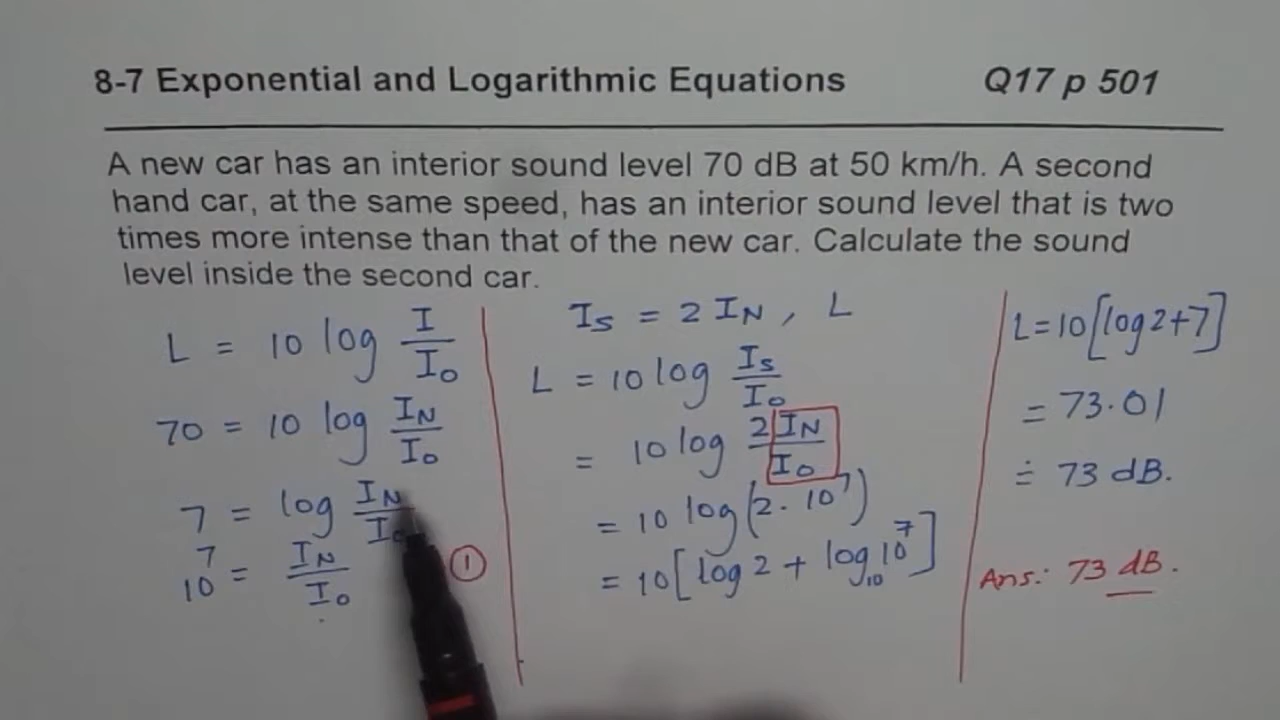 8-7 Exponential and Logarithmic Equations Q17 p 501
A new car has an interior sound level 70 dB at 50 km/h. A second
hand car, at the same speed, has an interior sound level that is two
times more intense than that of the new car. Calculate the sound
level inside the second car.
L = 10 log I/I₀
70 = 10 log I_N/I₀
7 = log I_N/I₀
10⁷ = I_N/I₀ ①
I_S = 2 I_N , L
L = 10 log I_S/I₀
= 10 log 2 I_N/I₀
= 10 log(2 · 10⁷)
= 10[log 2 + log₁₀ 10⁷]
L = 10[log 2 + 7]
= 73.01
≐ 73 dB.
Ans: 73 dB.